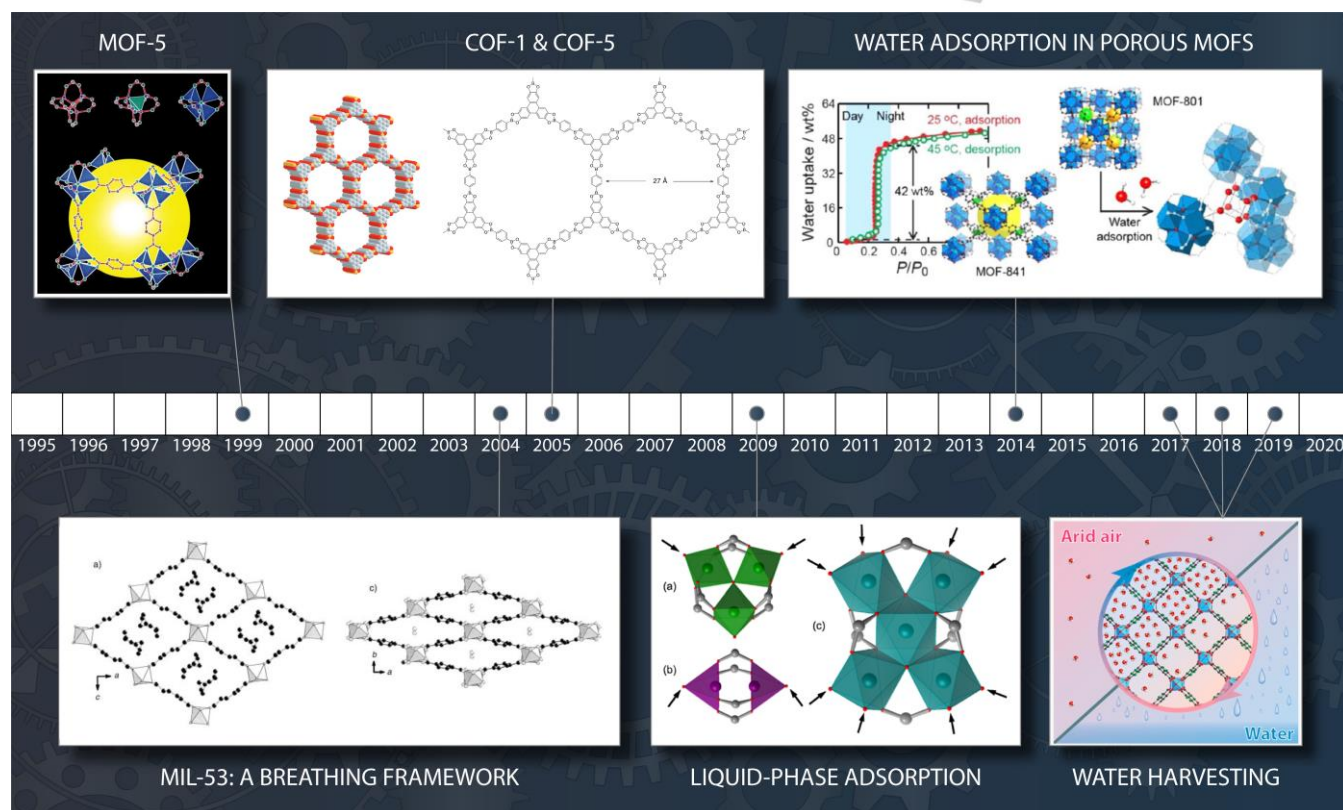 MOF-5
COF-1 & COF-5
WATER ADSORPTION IN POROUS MOFS
27 Å
Water uptake / wt%
64
48
32
16
0
Day
Night
25 °C, adsorption
45 °C, desorption
42 wt%
0
0.2
0.4
0.6
0.8
P/P0
MOF-841
MOF-801
Water
adsorption
1995 1996 1997 1998 1999 2000 2001 2002 2003 2004 2005 2006 2007 2008 2009 2010 2011 2012 2013 2014 2015 2016 2017 2018 2019 2020
a)
a
c
c)
b
a
(a)
(b)
(c)
Arid air
Water
MIL-53: A BREATHING FRAMEWORK
LIQUID-PHASE ADSORPTION
WATER HARVESTING